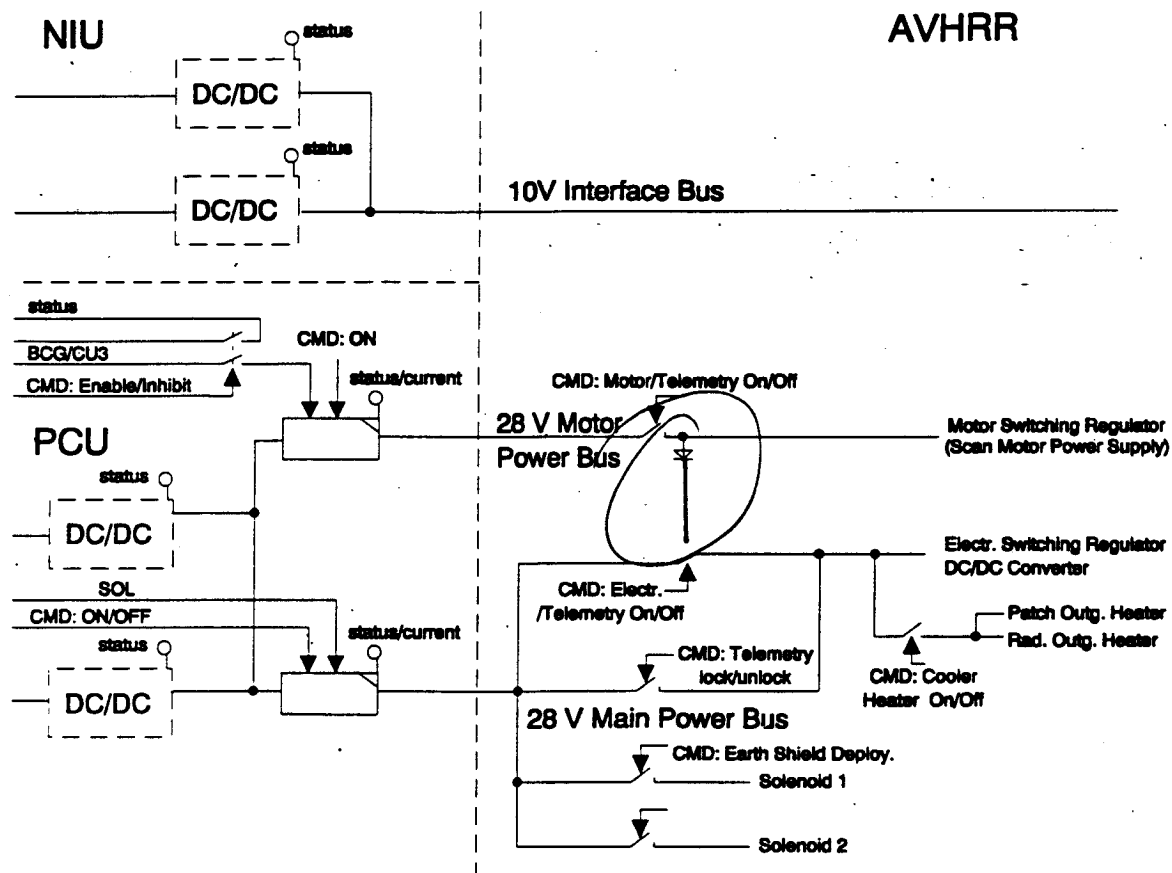 NIU
AVHRR
status
DC/DC
status
DC/DC
10V Interface Bus
status
CMD: ON
BCG/CU3
status/current
CMD: Enable/Inhibit
CMD: Motor/Telemetry On/Off
28 V Motor
Power Bus
Motor Switching Regulator
(Scan Motor Power Supply)
PCU
status
DC/DC
Electr. Switching Regulator
DC/DC Converter
SOL
CMD: Electr.
/Telemetry On/Off
CMD: ON/OFF
status/current
status
Patch Outg. Heater
Rad. Outg. Heater
CMD: Telemetry
lock/unlock
CMD: Cooler
Heater On/Off
DC/DC
28 V Main Power Bus
CMD: Earth Shield Deploy.
Solenoid 1
Solenoid 2